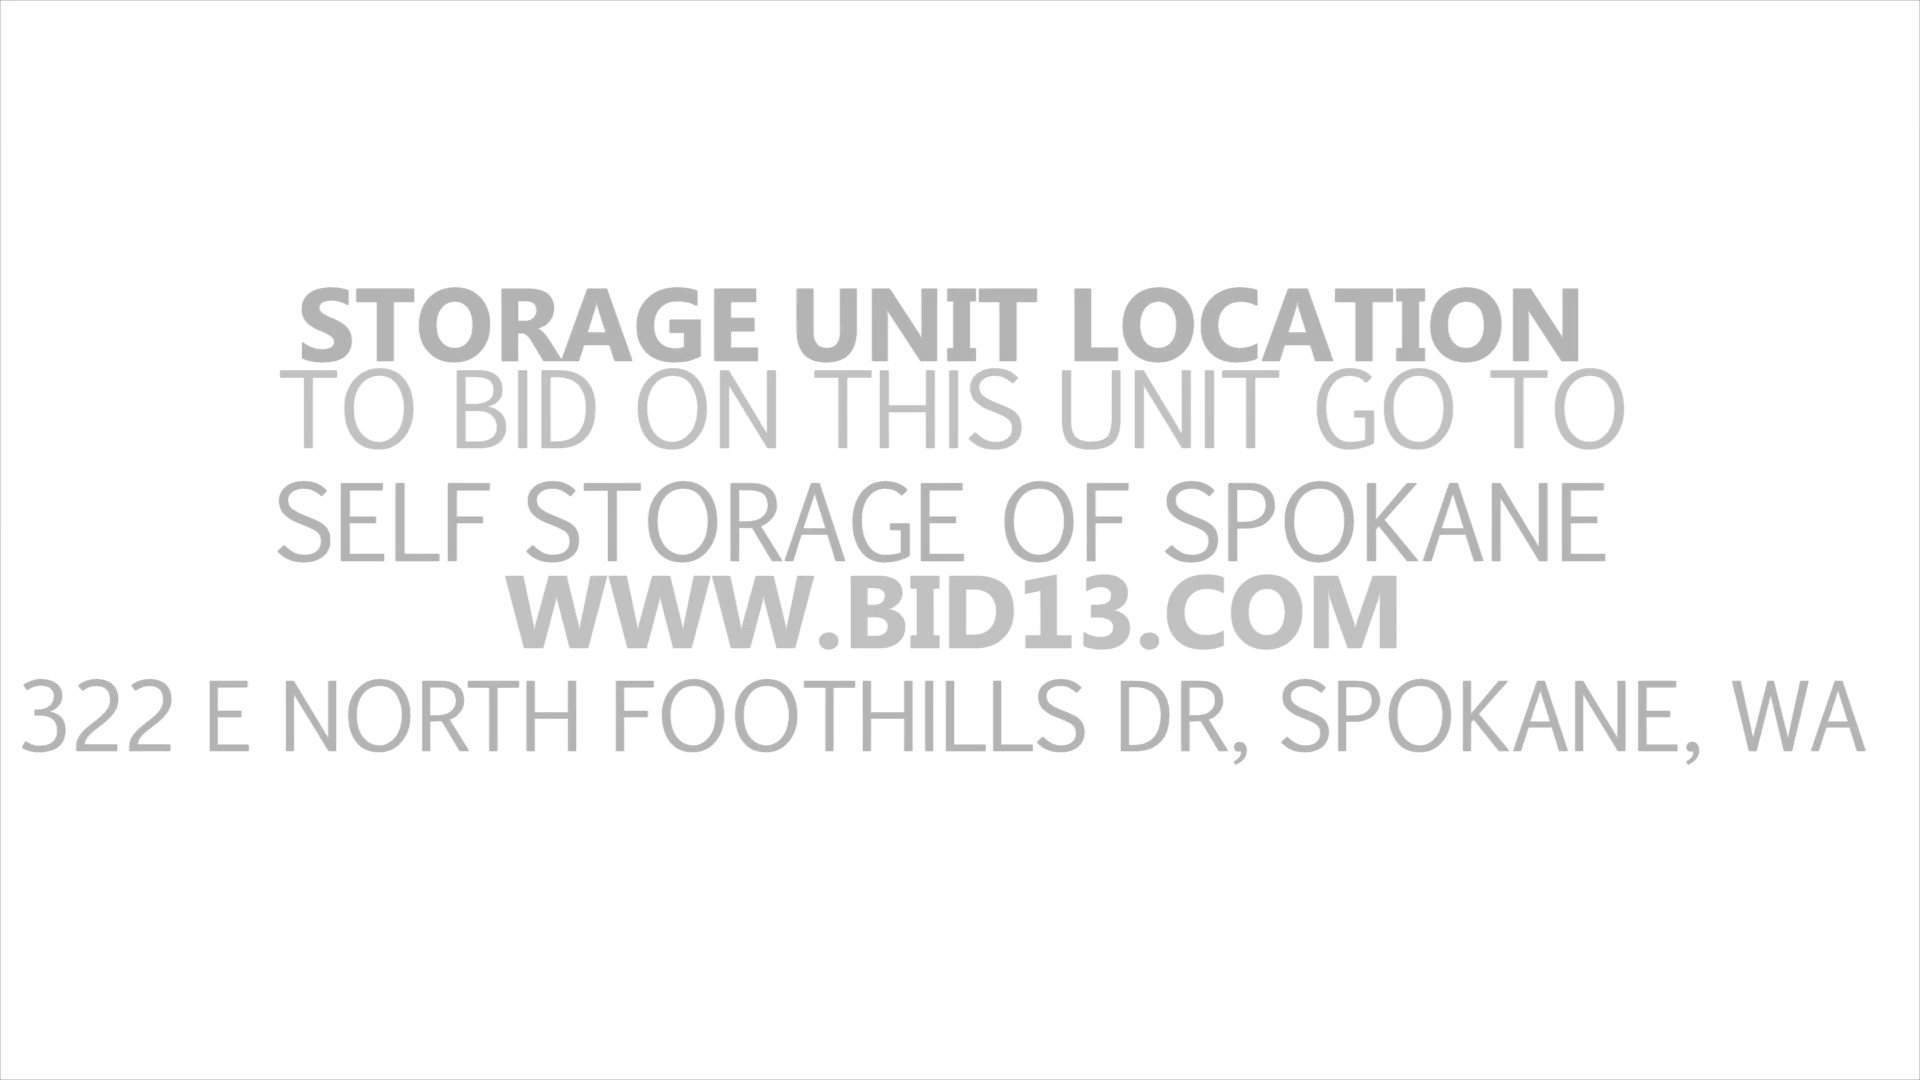 STORAGE UNIT LOCATION
TO BID ON THIS UNIT GO TO
SELF STORAGE OF SPOKANE
WWW.BID13.COM
322 E NORTH FOOTHILLS DR, SPOKANE, WA